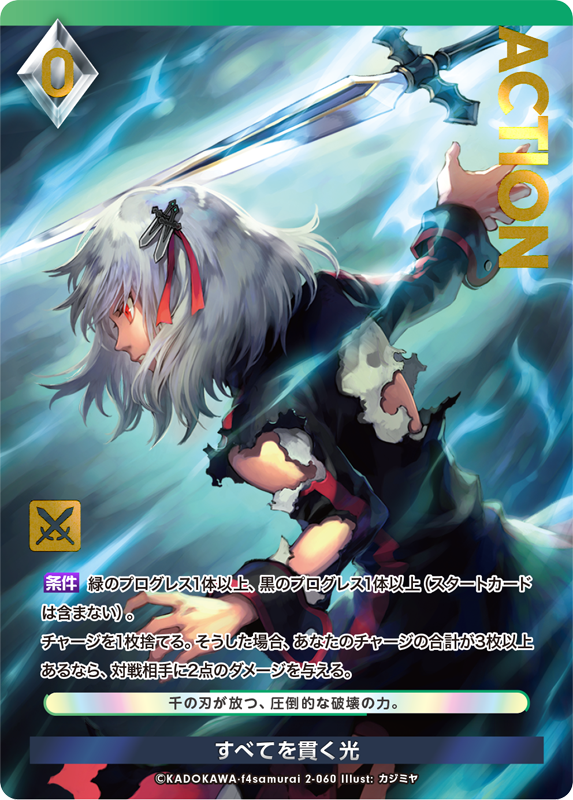 0
ACTION
条件 緑のプログレス1体以上、黒のプログレス1体以上(スタートカード
は含まない)。
チャージを1枚捨てる。そうした場合、あなたのチャージの合計が3枚以上
あるなら、対戦相手に2点のダメージを与える。
千の刃が放つ、圧倒的な破壊の力。
すべてを貫く光
©KADOKAWA·f4samurai 2-060 Illust: カジミヤ